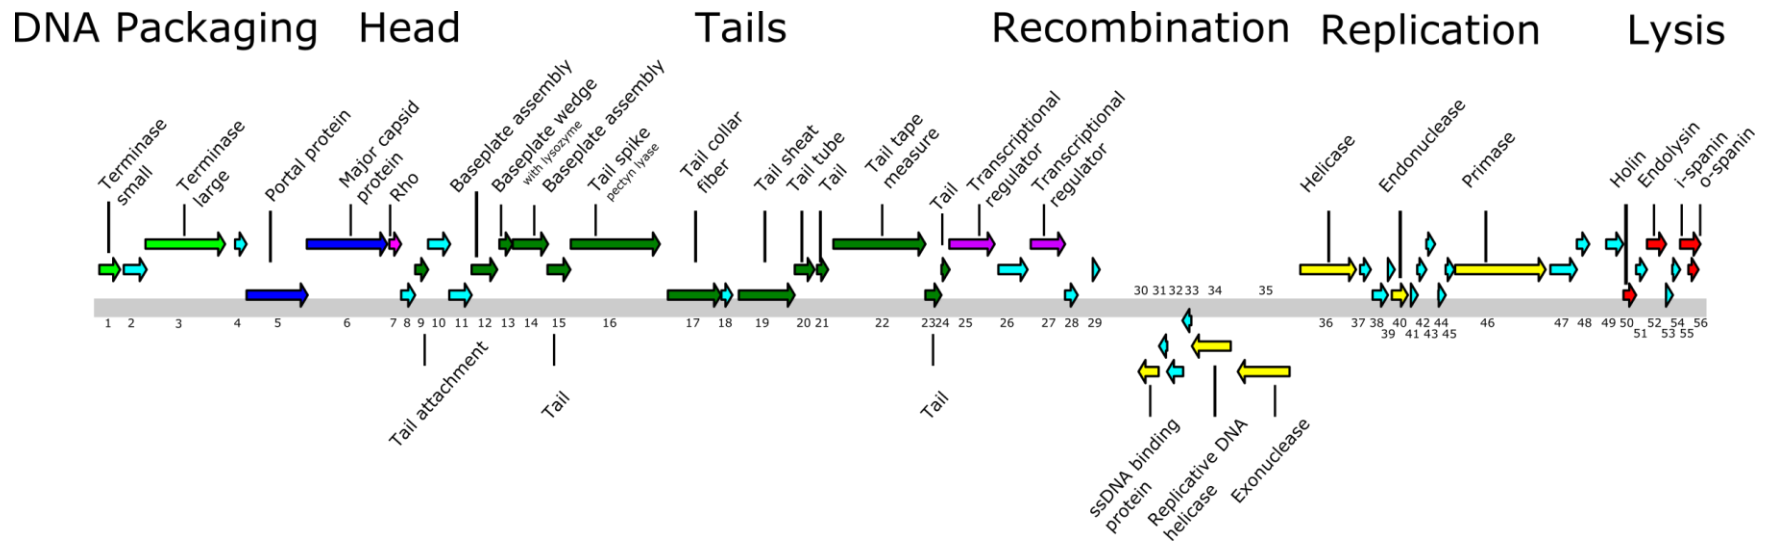 DNA Packaging Head Tails Recombination Replication Lysis
Terminase
small
Terminase
large
Portal protein
Major capsid
protein
Rho
Baseplate assembly
Baseplate wedge
with lysozyme
Baseplate assembly
Tail spike
pectyn lyase
Tail collar
fiber
Tail sheat
Tail tube
Tail
Tail tape
measure
Tail
Transcriptional
regulator
Transcriptional
regulator
Helicase
Endonuclease
Primase
Holin
Endolysin
i-spanin
o-spanin
30 31 32 33 34 35
1 2 3 4 5 6 7 8 9 10 11 12 13 14 15 16 17 18 19 20 21 22 23 24 25 26 27 28 29 36 37 38 40 42 44 46 47 48 49 50 52 54 56
39 41 43 45 51 53 55
Tail attachment
Tail
Tail
ssDNA binding
protein
Replicative DNA
helicase
Exonuclease